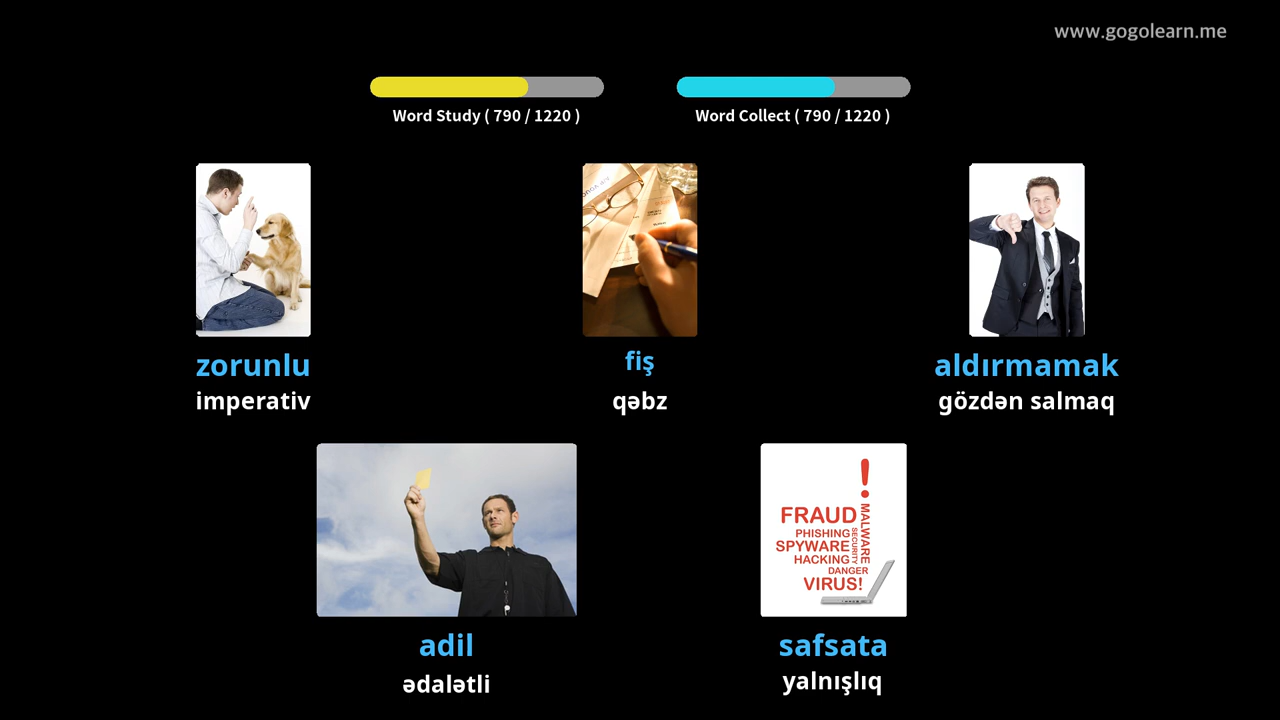 www.gogolearn.me
Word Study ( 790 / 1220 )
Word Collect ( 790 / 1220 )
zorunlu
imperativ
fiş
qəbz
aldırmamak
gözdən salmaq
FRAUD
PHISHING
SPYWARE
HACKING
DANGER
VIRUS!
SECURITY
MALWARE
!
adil
ədalətli
safsata
yalnışlıq